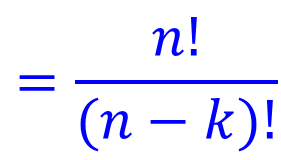 = n! / (n − k)!